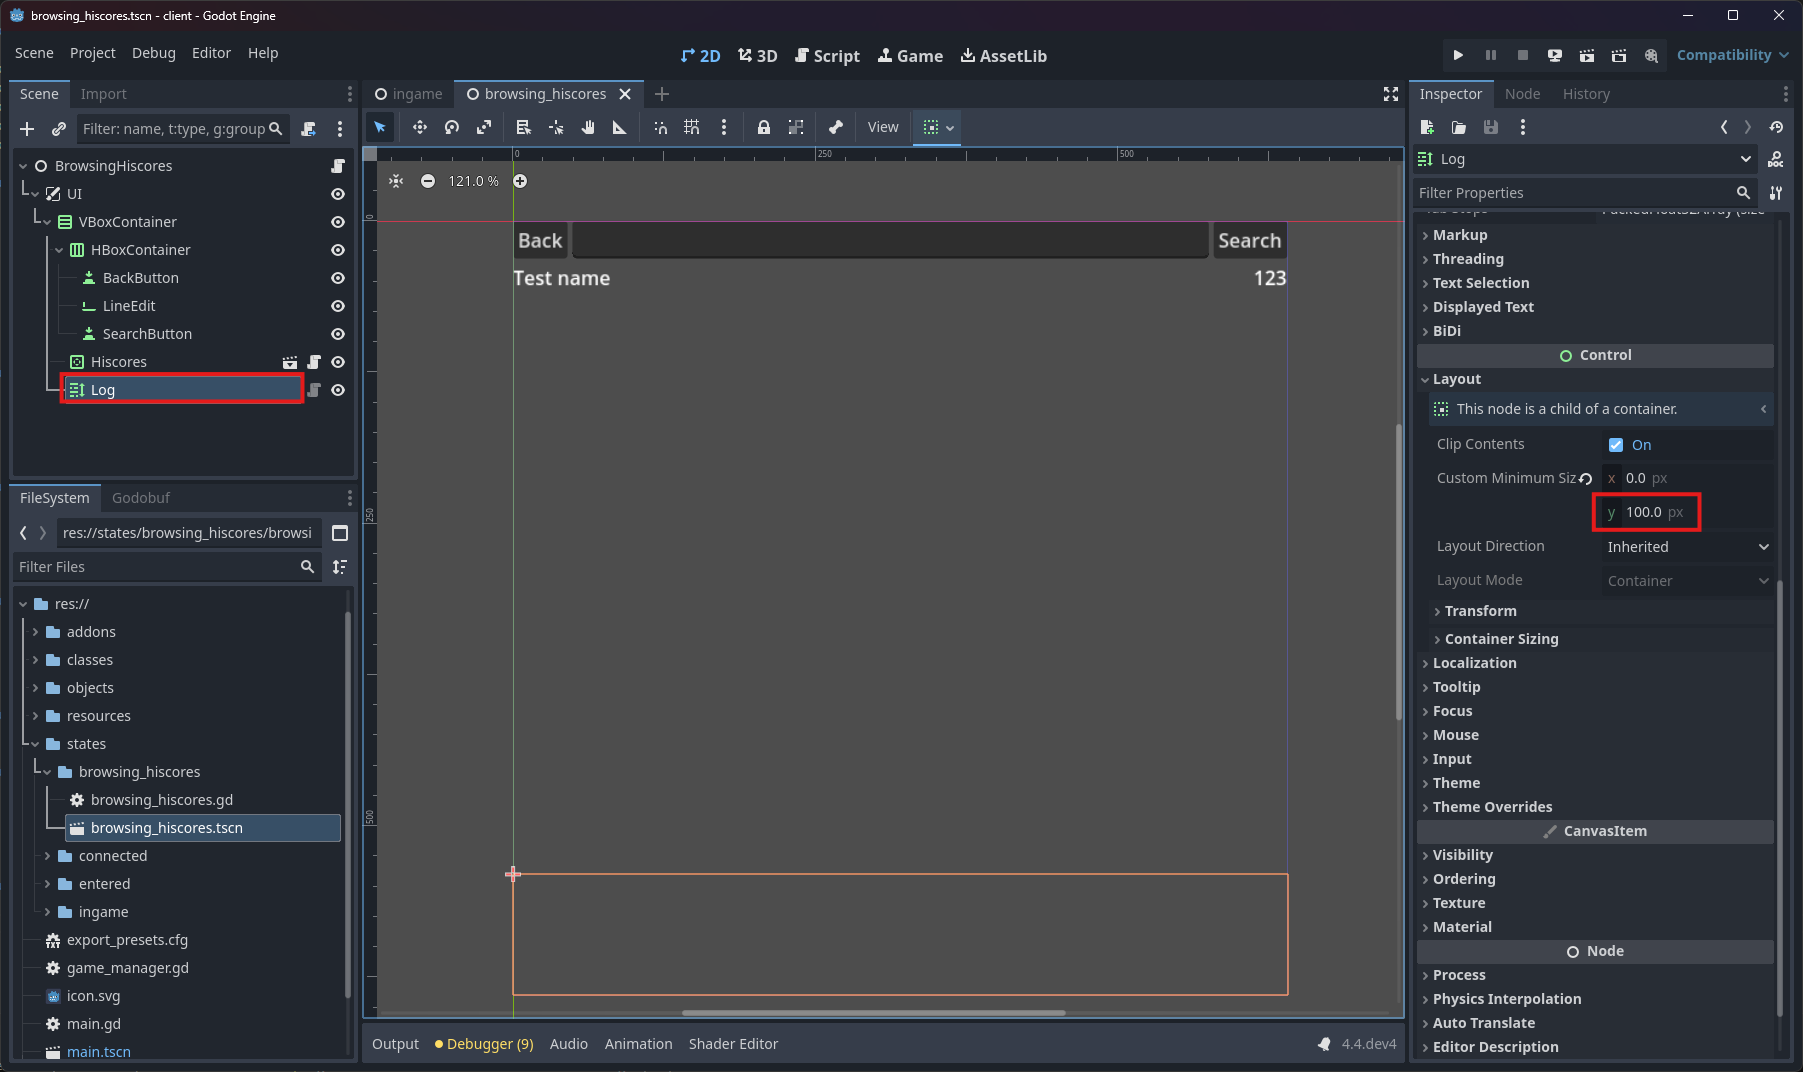 browsing_hiscores.tscn - client - Godot Engine
Scene Project Debug Editor Help
2D 3D Script Game AssetLib
Compatibility
Scene Import
Filter: name, t:type, g:group
BrowsingHiscores
UI
VBoxContainer
HBoxContainer
BackButton
LineEdit
SearchButton
Hiscores
Log
FileSystem Godobuf
res://states/browsing_hiscores/browsi
Filter Files
res://
addons
classes
objects
resources
states
browsing_hiscores
browsing_hiscores.gd
browsing_hiscores.tscn
connected
entered
ingame
export_presets.cfg
game_manager.gd
icon.svg
main.gd
main.tscn
ingame browsing_hiscores
View
0 250 500
121.0 %
0
250
500
Back Search
Test name 123
Output Debugger (9) Audio Animation Shader Editor 4.4.dev4
Inspector Node History
Log
DOC
Filter Properties
Markup
Threading
Text Selection
Displayed Text
BiDi
Control
Layout
This node is a child of a container.
Clip Contents On
Custom Minimum Siz x 0.0 px
y 100.0 px
Layout Direction Inherited
Layout Mode Container
Transform
Container Sizing
Localization
Tooltip
Focus
Mouse
Input
Theme
Theme Overrides
CanvasItem
Visibility
Ordering
Texture
Material
Node
Process
Physics Interpolation
Auto Translate
Editor Description